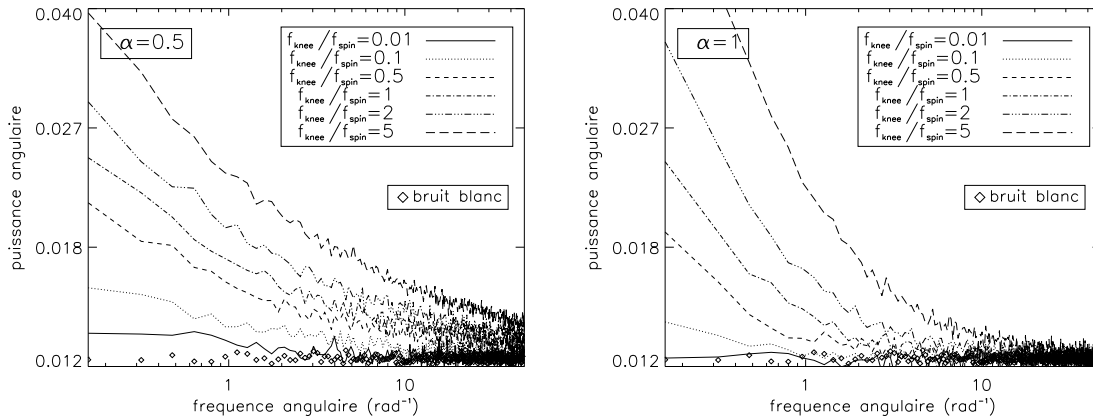 0.040
0.027
0.018
0.012
puissance angulaire
α=0.5
f_knee/f_spin=0.01
f_knee/f_spin=0.1
f_knee/f_spin=0.5
f_knee/f_spin=1
f_knee/f_spin=2
f_knee/f_spin=5
◇ bruit blanc
1 10
frequence angulaire (rad⁻¹)
0.040
0.027
0.018
0.012
puissance angulaire
α=1
f_knee/f_spin=0.01
f_knee/f_spin=0.1
f_knee/f_spin=0.5
f_knee/f_spin=1
f_knee/f_spin=2
f_knee/f_spin=5
◇ bruit blanc
1 10
frequence angulaire (rad⁻¹)